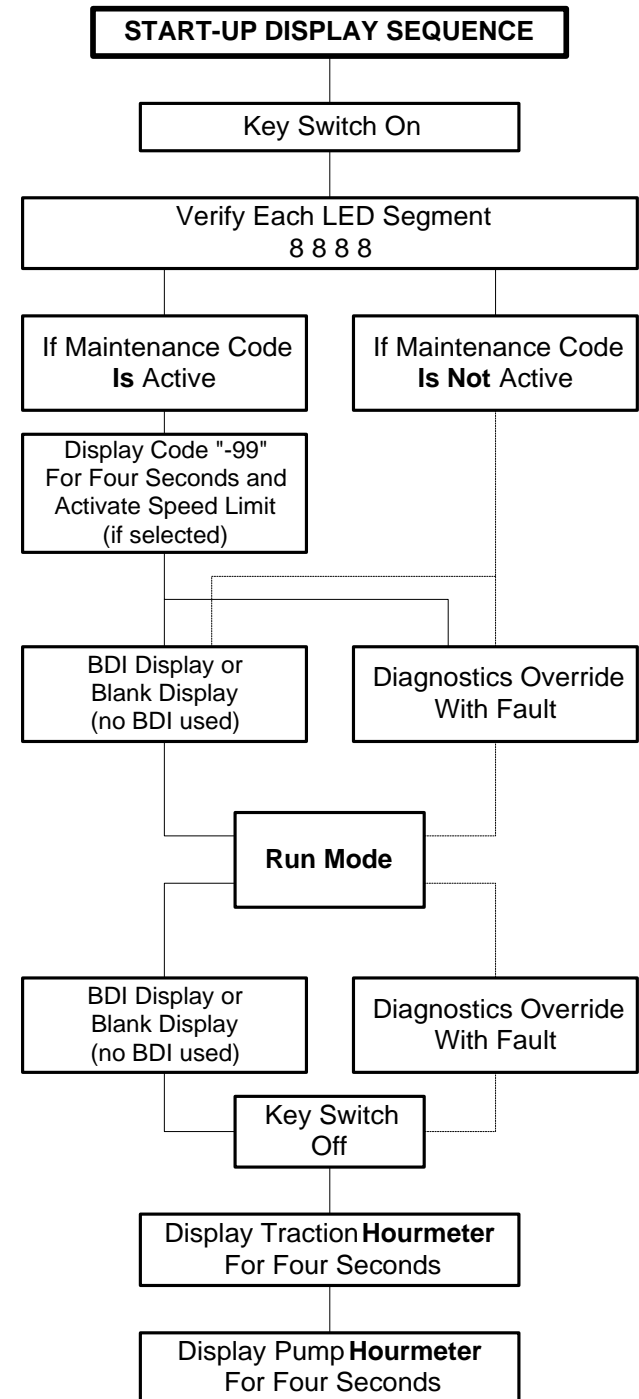 START-UP DISPLAY SEQUENCE
Key Switch On
Verify Each LED Segment
8 8 8 8
If Maintenance Code
Is Active
If Maintenance Code
Is Not Active
Display Code "-99"
For Four Seconds and
Activate Speed Limit
(if selected)
BDI Display or
Blank Display
(no BDI used)
Diagnostics Override
With Fault
Run Mode
BDI Display or
Blank Display
(no BDI used)
Diagnostics Override
With Fault
Key Switch
Off
Display Traction Hourmeter
For Four Seconds
Display Pump Hourmeter
For Four Seconds